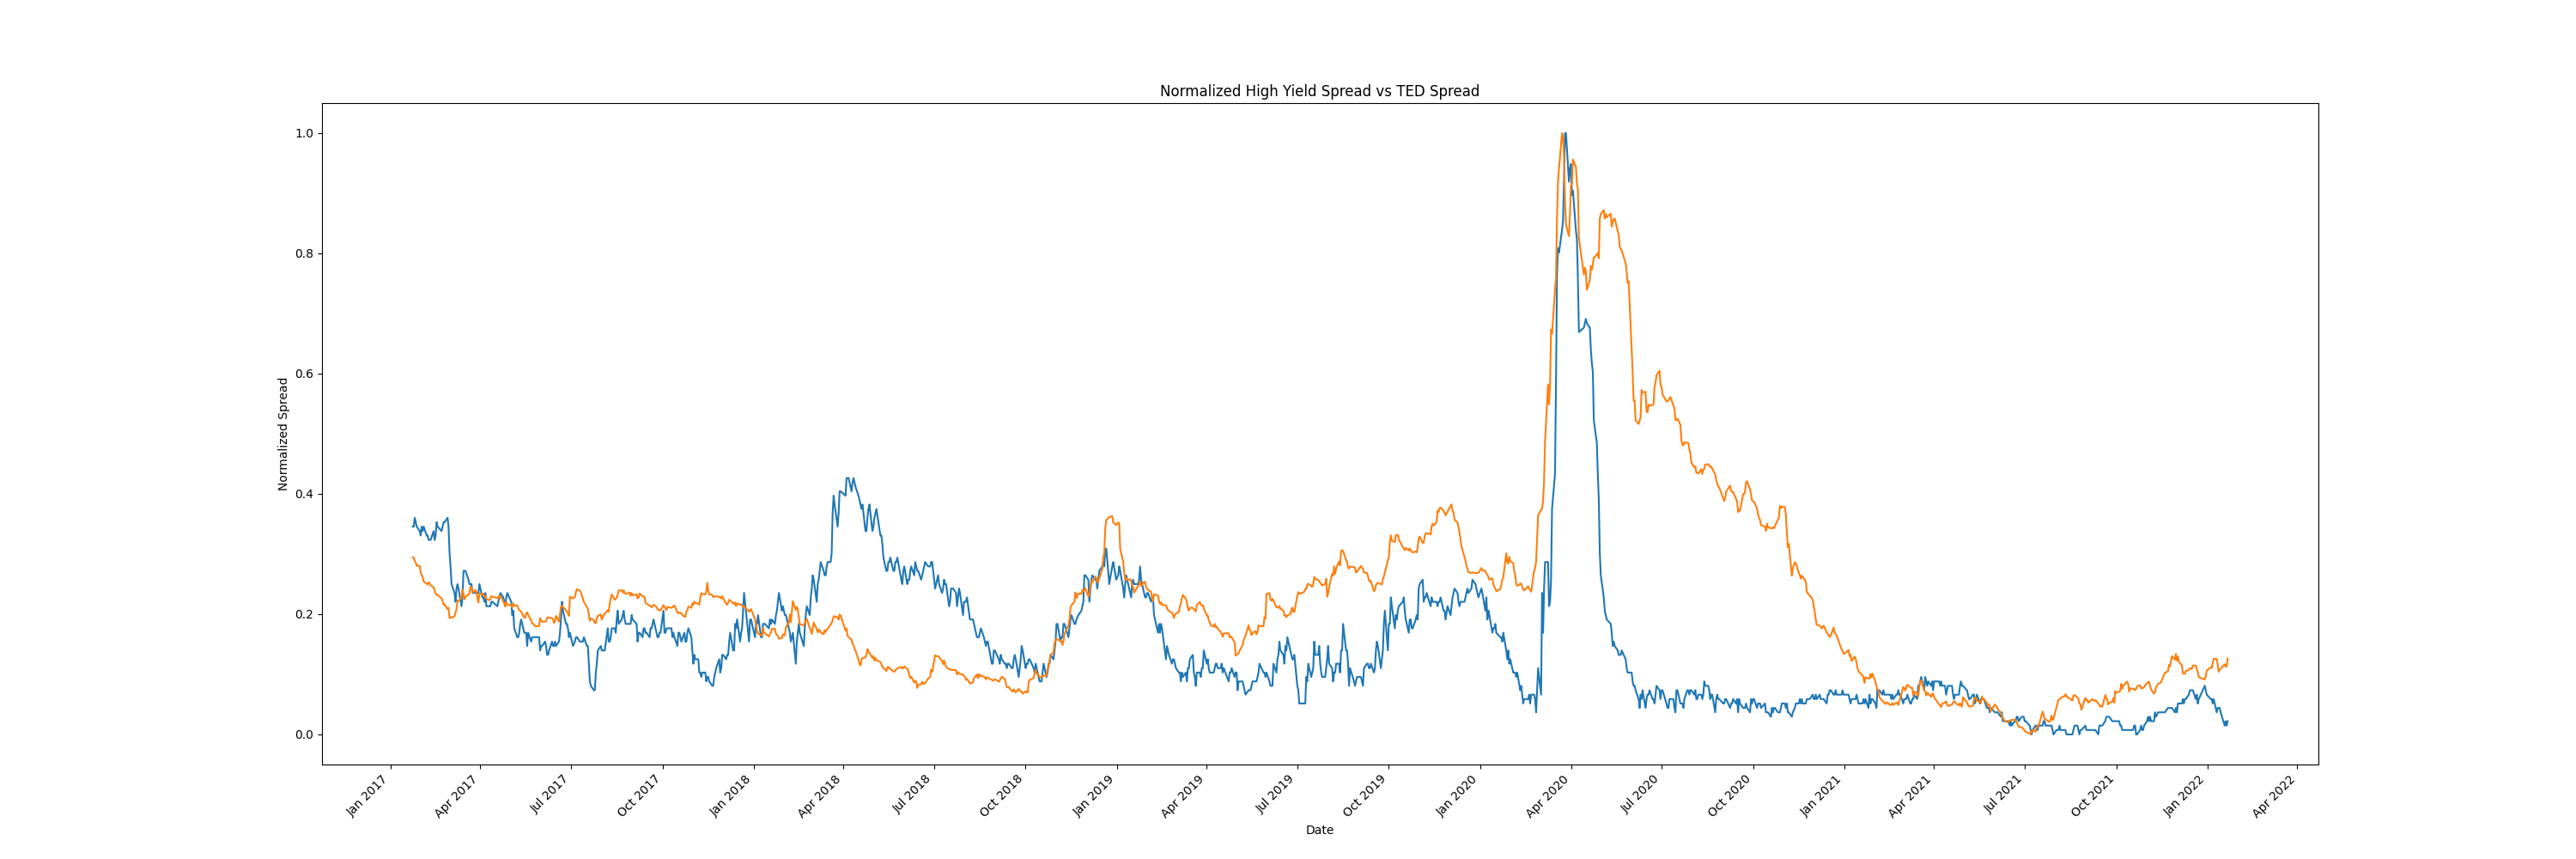 Normalized High Yield Spread vs TED Spread
1.0
0.8
0.6
0.4
0.2
0.0
Normalized Spread
Jan 2017
Apr 2017
Jul 2017
Oct 2017
Jan 2018
Apr 2018
Jul 2018
Oct 2018
Jan 2019
Apr 2019
Jul 2019
Oct 2019
Jan 2020
Apr 2020
Jul 2020
Oct 2020
Jan 2021
Apr 2021
Jul 2021
Oct 2021
Jan 2022
Apr 2022
Date